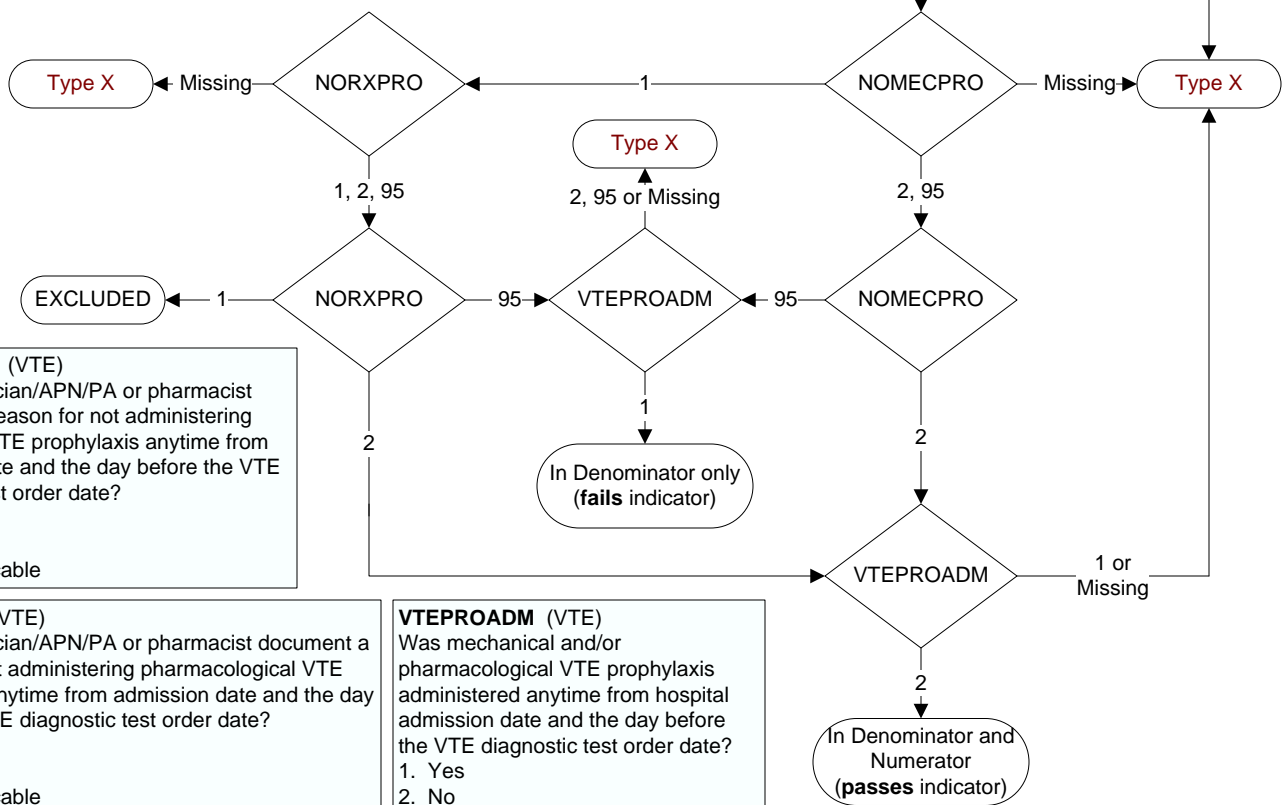 Type X
Missing
NORXPRO
1
NOMECPRO
Missing
Type X
Type X
1, 2, 95
2, 95 or Missing
2, 95
EXCLUDED
1
NORXPRO
95
VTEPROADM
95
NOMECPRO
1
2
2
In Denominator only
(fails indicator)
VTEPROADM
1 or
Missing
2
In Denominator and
Numerator
(passes indicator)
(VTE)
cian/APN/PA or pharmacist
eason for not administering
TE prophylaxis anytime from
te and the day before the VTE
st order date?
cable
VTE)
cian/APN/PA or pharmacist document a
t administering pharmacological VTE
nytime from admission date and the day
TE diagnostic test order date?
cable
VTEPROADM (VTE)
Was mechanical and/or
pharmacological VTE prophylaxis
administered anytime from hospital
admission date and the day before
the VTE diagnostic test order date?
1. Yes
2. No